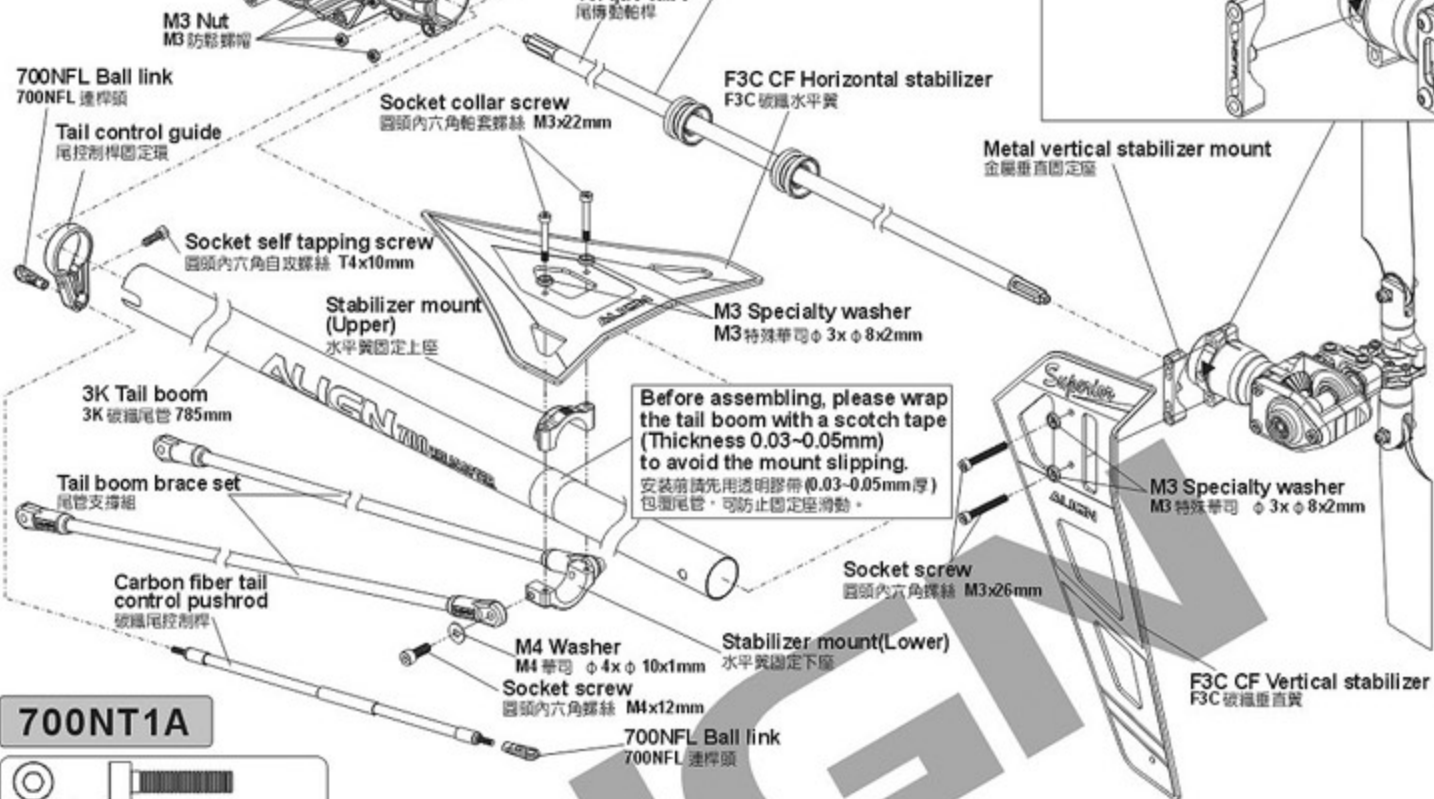 尾傳動軸桿
M3 Nut
M3 防鬆螺帽
700NFL Ball link
700NFL 連桿頭
Tail control guide
尾控制桿固定環
Socket collar screw
圓頭內六角軸套螺絲 M3x22mm
F3C CF Horizontal stabilizer
F3C 碳纖水平翼
Metal vertical stabilizer mount
金屬垂直固定座
Socket self tapping screw
圓頭內六角自攻螺絲 T4x10mm
Stabilizer mount
(Upper)
水平翼固定上座
ALIGN
M3 Specialty washer
M3 特殊華司 φ 3x φ 8x2mm
3K Tail boom
3K 碳纖尾管 785mm
ALIGN 700
Before assembling, please wrap
the tail boom with a scotch tape
(Thickness 0.03~0.05mm)
to avoid the mount slipping.
安裝前請先用透明膠帶(0.03~0.05mm厚)
包覆尾管，可防止固定座滑動。
Superior
ALIGN
M3 Specialty washer
M3 特殊華司 φ 3x φ 8x2mm
Tail boom brace set
尾管支撐組
Socket screw
圓頭內六角螺絲 M3x26mm
Carbon fiber tail
control pushrod
碳纖尾控制桿
M4 Washer
M4 華司 φ 4x φ 10x1mm
Stabilizer mount(Lower)
水平翼固定下座
Socket screw
圓頭內六角螺絲 M4x12mm
F3C CF Vertical stabilizer
F3C 碳纖垂直翼
700NT1A
700NFL Ball link
700NFL 連桿頭